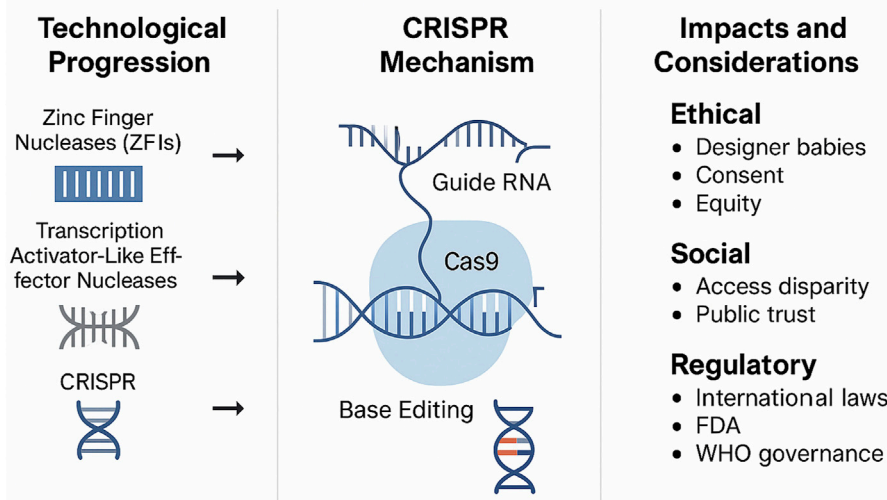 Technological
Progression
Zinc Finger
Nucleases (ZFIs)
Transcription
Activator-Like Eff-
fector Nucleases
CRISPR
CRISPR
Mechanism
Guide RNA
Cas9
Base Editing
Impacts and
Considerations
Ethical
• Designer babies
• Consent
• Equity
Social
• Access disparity
• Public trust
Regulatory
• International laws
• FDA
• WHO governance